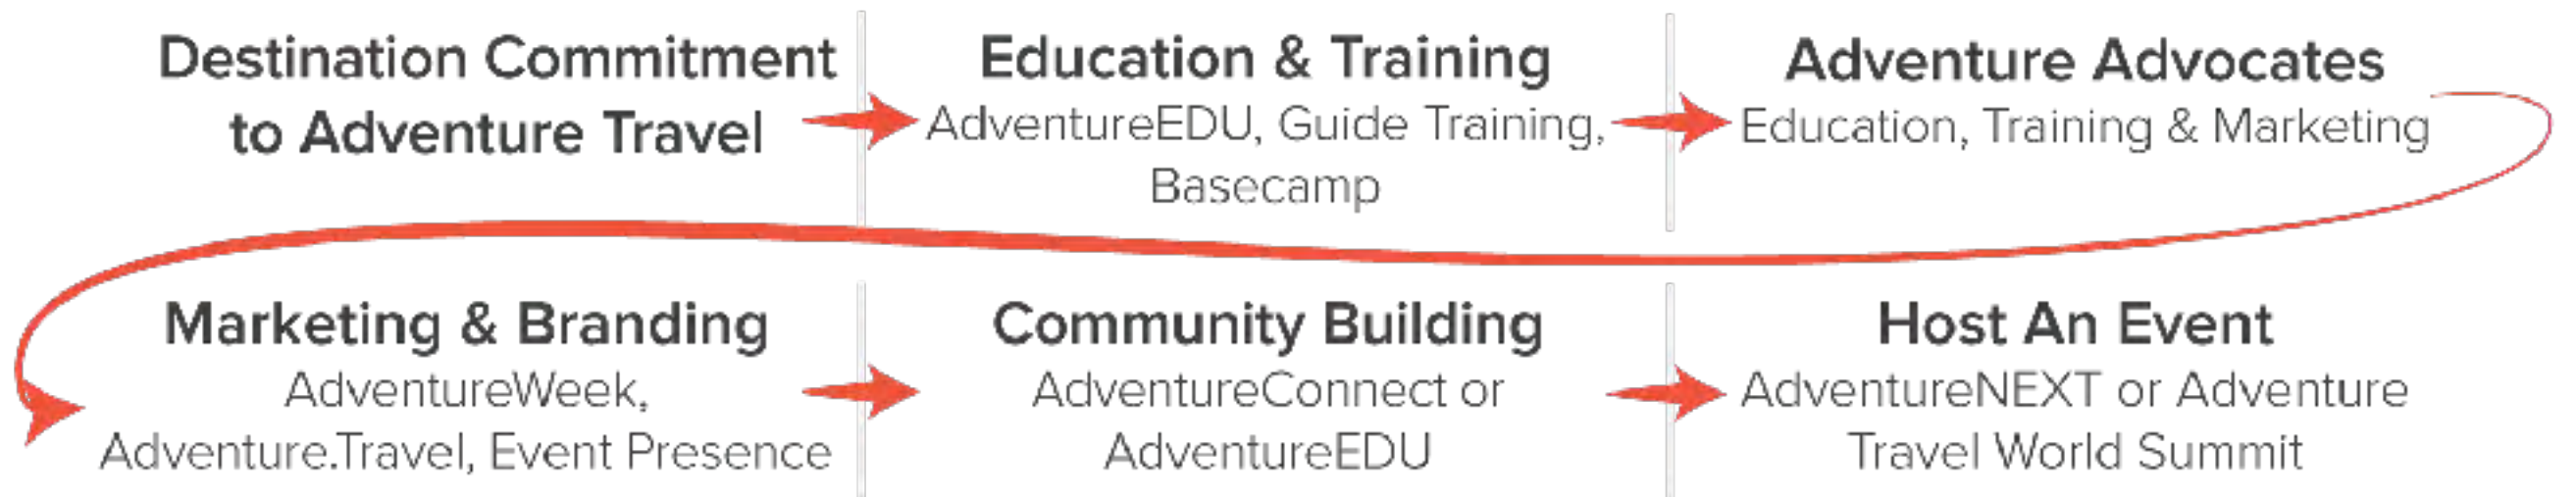 Destination Commitment
to Adventure Travel
Education & Training
AdventureEDU, Guide Training,
Basecamp
Adventure Advocates
Education, Training & Marketing
Marketing & Branding
AdventureWeek,
Adventure.Travel, Event Presence
Community Building
AdventureConnect or
AdventureEDU
Host An Event
AdventureNEXT or Adventure
Travel World Summit